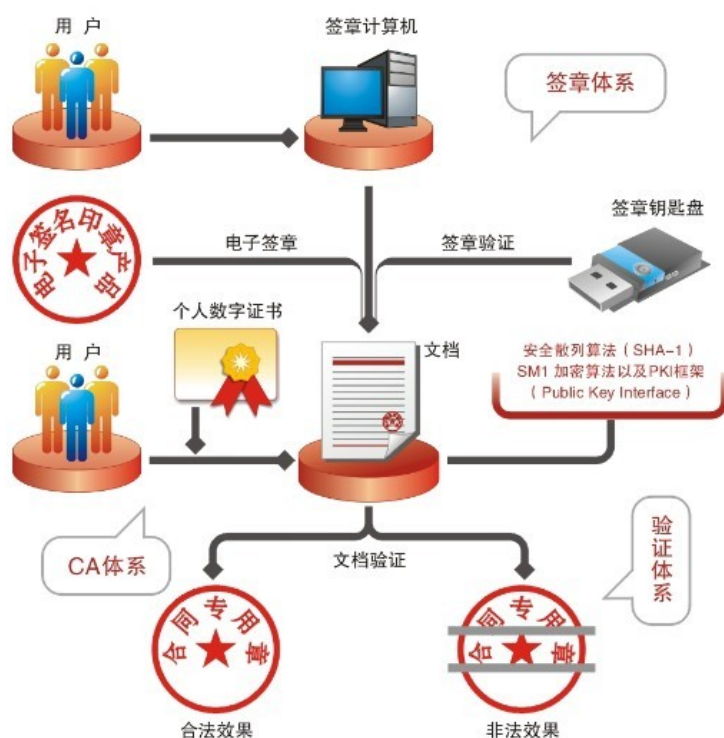 用 户
签章计算机
签章体系
电子签名印章产品
电子签章
签章验证
签章钥匙盘
个人数字证书
文档
安全散列算法（SHA-1）
SM1 加密算法以及PKI框架
（Public Key Interface）
用 户
CA体系
文档验证
验证体系
合同专用章
合同专用章
合法效果
非法效果